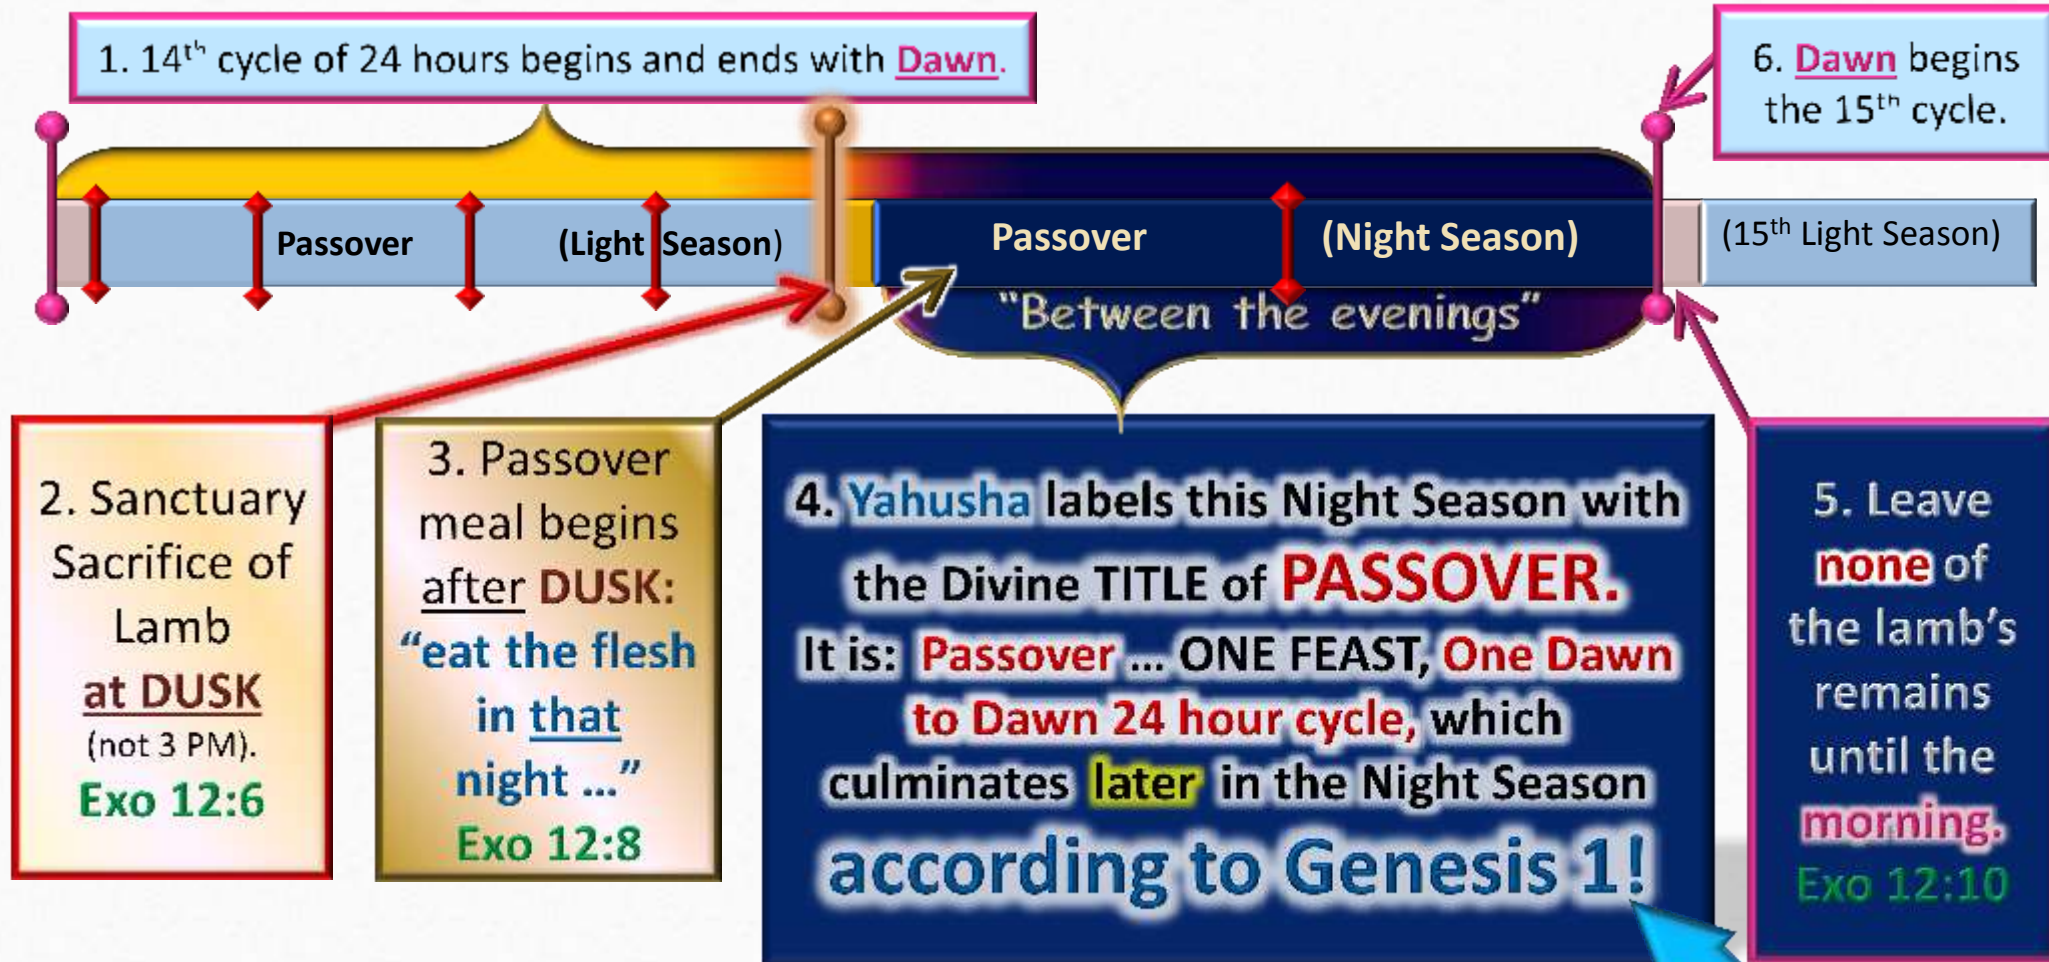 1. 14th cycle of 24 hours begins and ends with Dawn.
6. Dawn begins
the 15th cycle.
Passover (Light Season)
Passover (Night Season)
(15th Light Season)
"Between the evenings"
2. Sanctuary
Sacrifice of
Lamb
at DUSK
(not 3 PM).
Exo 12:6
3. Passover
meal begins
after DUSK:
“eat the flesh
in that
night ...”
Exo 12:8
4. Yahusha labels this Night Season with
the Divine TITLE of PASSOVER.
It is: Passover ... ONE FEAST, One Dawn
to Dawn 24 hour cycle, which
culminates later in the Night Season
according to Genesis 1!
5. Leave
none of
the lamb's
remains
until the
morning.
Exo 12:10